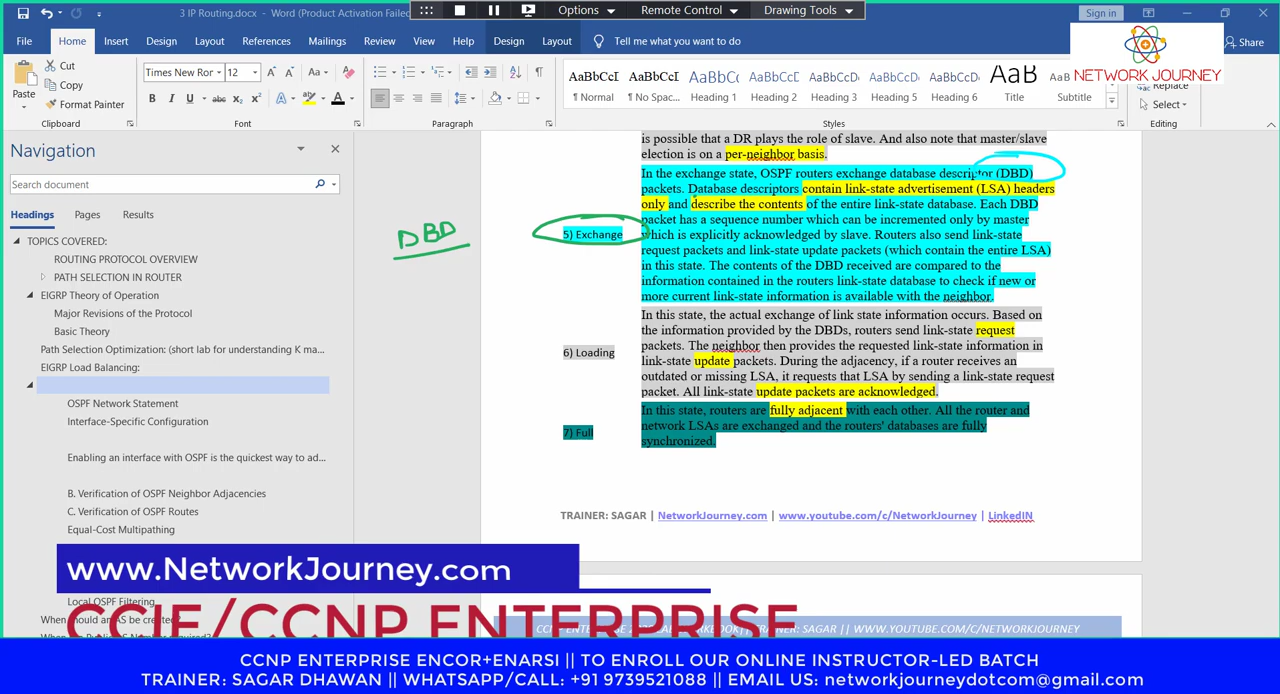 3 IP Routing.docx - Word (Product Activation Failed)
Options
Remote Control
Drawing Tools
Sign in
File Home Insert Design Layout References Mailings Review View Help Design Layout Tell me what you want to do
Share
NETWORK JOURNEY
Paste
Cut
Copy
Format Painter
Times New Ror 12
Aa
B I U abc X₂ X² A A
AaBbCcI AaBbCcI AaBbCcI AaBbCcI AaBbCcI AaBbCcI AaBbCcI AaB
¶ Normal ¶ No Spac... Heading 1 Heading 2 Heading 3 Heading 5 Heading 6 Title Subtitle
Replace
Select
Clipboard Font Paragraph Styles Editing
Navigation
Search document
Headings Pages Results
TOPICS COVERED:
ROUTING PROTOCOL OVERVIEW
PATH SELECTION IN ROUTER
EIGRP Theory of Operation
Major Revisions of the Protocol
Basic Theory
Path Selection Optimization: (short lab for understanding K ma...
EIGRP Load Balancing:
OSPF Network Statement
Interface-Specific Configuration
Enabling an interface with OSPF is the quickest way to ad...
B. Verification of OSPF Neighbor Adjacencies
C. Verification of OSPF Routes
Equal-Cost Multipathing
Local OSPF Filtering
When should an AS be created?
DBD
is possible that a DR plays the role of slave. And also note that master/slave
election is on a per-neighbor basis.
5) Exchange
In the exchange state, OSPF routers exchange database descriptor (DBD)
packets. Database descriptors contain link-state advertisement (LSA) headers
only and describe the contents of the entire link-state database. Each DBD
packet has a sequence number which can be incremented only by master
which is explicitly acknowledged by slave. Routers also send link-state
request packets and link-state update packets (which contain the entire LSA)
in this state. The contents of the DBD received are compared to the
information contained in the routers link-state database to check if new or
more current link-state information is available with the neighbor.
6) Loading
In this state, the actual exchange of link state information occurs. Based on
the information provided by the DBDs, routers send link-state request
packets. The neighbor then provides the requested link-state information in
link-state update packets. During the adjacency, if a router receives an
outdated or missing LSA, it requests that LSA by sending a link-state request
packet. All link-state update packets are acknowledged.
7) Full
In this state, routers are fully adjacent with each other. All the router and
network LSAs are exchanged and the routers' databases are fully
synchronized.
TRAINER: SAGAR | NetworkJourney.com | www.youtube.com/c/NetworkJourney | LinkedIN
www.NetworkJourney.com
CCIE/CCNP ENTERPRISE
TRAINER: SAGAR || WWW.YOUTUBE.COM/C/NETWORKJOURNEY
CCNP ENTERPRISE ENCOR+ENARSI || TO ENROLL OUR ONLINE INSTRUCTOR-LED BATCH
TRAINER: SAGAR DHAWAN || WHATSAPP/CALL: +91 9739521088 || EMAIL US: networkjourneydotcom@gmail.com